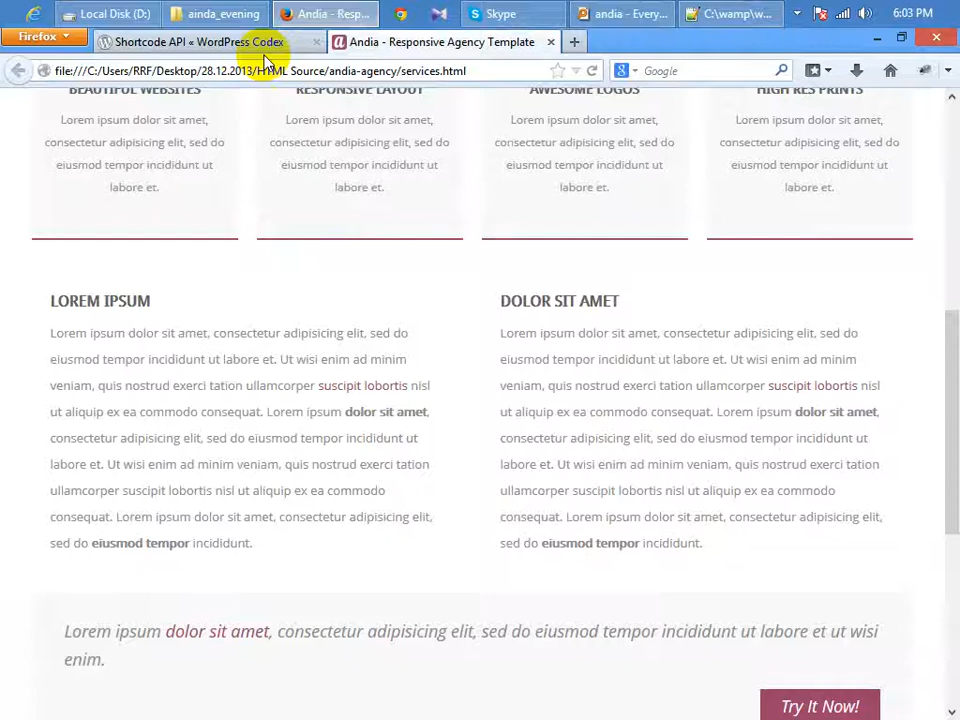 Local Disk (D:)
ainda_evening
Andia - Resp...
Skype
andia - Every...
C:\wamp\w...
6:03 PM
Firefox
Shortcode API « WordPress Codex
Andia - Responsive Agency Template
file:///C:/Users/RRF/Desktop/28.12.2013/HTML Source/andia-agency/services.html
Google
BEAUTIFUL WEBSITES
Lorem ipsum dolor sit amet,
consectetur adipisicing elit, sed do
eiusmod tempor incididunt ut
labore et.
RESPONSIVE LAYOUT
Lorem ipsum dolor sit amet,
consectetur adipisicing elit, sed do
eiusmod tempor incididunt ut
labore et.
AWESOME LOGOS
Lorem ipsum dolor sit amet,
consectetur adipisicing elit, sed do
eiusmod tempor incididunt ut
labore et.
HIGH RES PRINTS
Lorem ipsum dolor sit amet,
consectetur adipisicing elit, sed do
eiusmod tempor incididunt ut
labore et.
LOREM IPSUM
Lorem ipsum dolor sit amet, consectetur adipisicing elit, sed do
eiusmod tempor incididunt ut labore et. Ut wisi enim ad minim
veniam, quis nostrud exerci tation ullamcorper suscipit lobortis nisl
ut aliquip ex ea commodo consequat. Lorem ipsum dolor sit amet,
consectetur adipisicing elit, sed do eiusmod tempor incididunt ut
labore et. Ut wisi enim ad minim veniam, quis nostrud exerci tation
ullamcorper suscipit lobortis nisl ut aliquip ex ea commodo
consequat. Lorem ipsum dolor sit amet, consectetur adipisicing elit,
sed do eiusmod tempor incididunt.
DOLOR SIT AMET
Lorem ipsum dolor sit amet, consectetur adipisicing elit, sed do
eiusmod tempor incididunt ut labore et. Ut wisi enim ad minim
veniam, quis nostrud exerci tation ullamcorper suscipit lobortis nisl
ut aliquip ex ea commodo consequat. Lorem ipsum dolor sit amet,
consectetur adipisicing elit, sed do eiusmod tempor incididunt ut
labore et. Ut wisi enim ad minim veniam, quis nostrud exerci tation
ullamcorper suscipit lobortis nisl ut aliquip ex ea commodo
consequat. Lorem ipsum dolor sit amet, consectetur adipisicing elit,
sed do eiusmod tempor incididunt.
Lorem ipsum dolor sit amet, consectetur adipisicing elit, sed do eiusmod tempor incididunt ut labore et ut wisi
enim.
Try It Now!